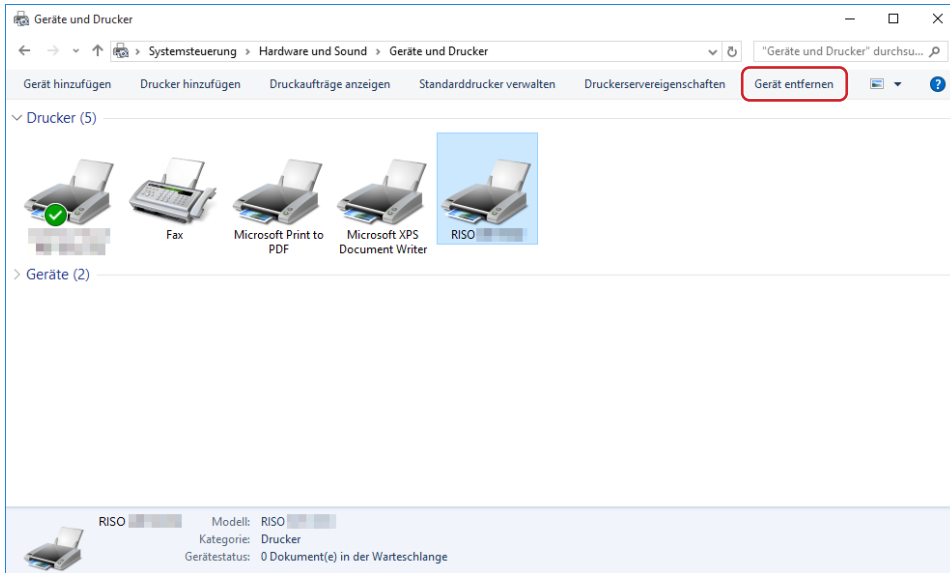 Geräte und Drucker
Systemsteuerung > Hardware und Sound > Geräte und Drucker
"Geräte und Drucker" durchsu...
Gerät hinzufügen Drucker hinzufügen Druckaufträge anzeigen Standarddrucker verwalten Druckerservereigenschaften Gerät entfernen
Drucker (5)
Fax
Microsoft Print to
PDF
Microsoft XPS
Document Writer
RISO
Geräte (2)
RISO
Modell: RISO
Kategorie: Drucker
Gerätestatus: 0 Dokument(e) in der Warteschlange